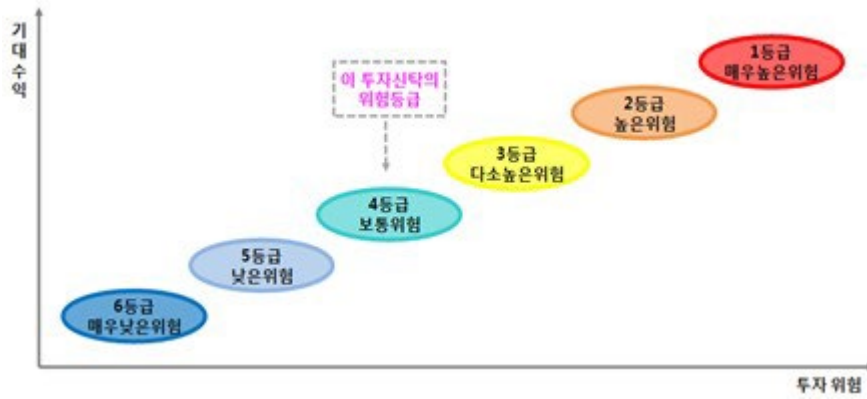 기대수익
1등급
매우높은위험
이 투자신탁의
위험등급
2등급
높은위험
3등급
다소높은위험
4등급
보통위험
5등급
낮은위험
6등급
매우낮은위험
투자 위험